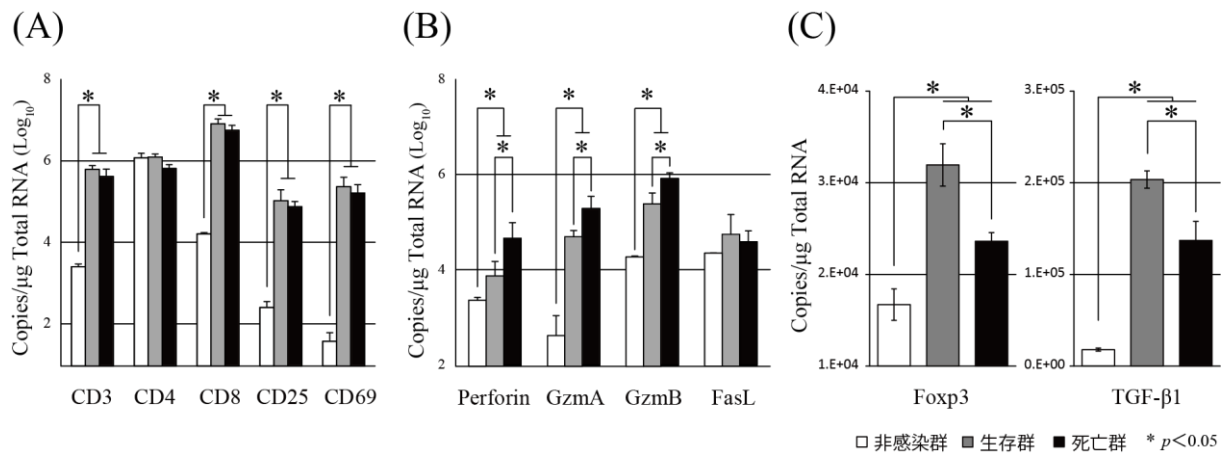 (A)
(B)
(C)
Copies/μg Total RNA (Log10)
8
6
4
2
*
*
*
*
CD3 CD4 CD8 CD25 CD69
Copies/μg Total RNA (Log10)
8
6
4
2
*
*
*
*
*
*
Perforin GzmA GzmB FasL
Copies/μg Total RNA
4.E+04
3.E+04
2.E+04
1.E+04
*
*
Foxp3
3.E+05
2.E+05
1.E+05
0.E+00
*
*
TGF-β1
非感染群 生存群 死亡群 * p<0.05